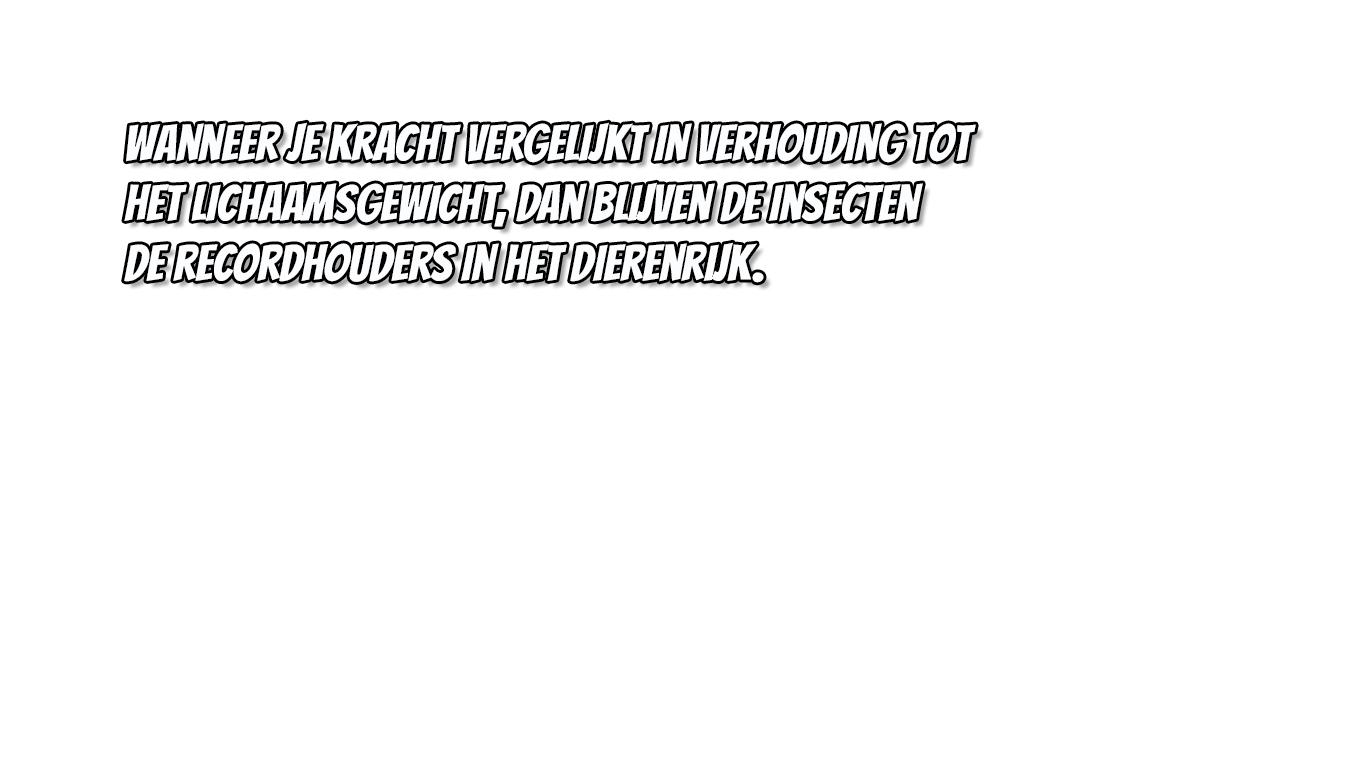 WANNEER JE KRACHT VERGELIJKT IN VERHOUDING TOT
HET LICHAAMSGEWICHT, DAN BLIJVEN DE INSECTEN
DE RECORDHOUDERS IN HET DIERENRIJK.